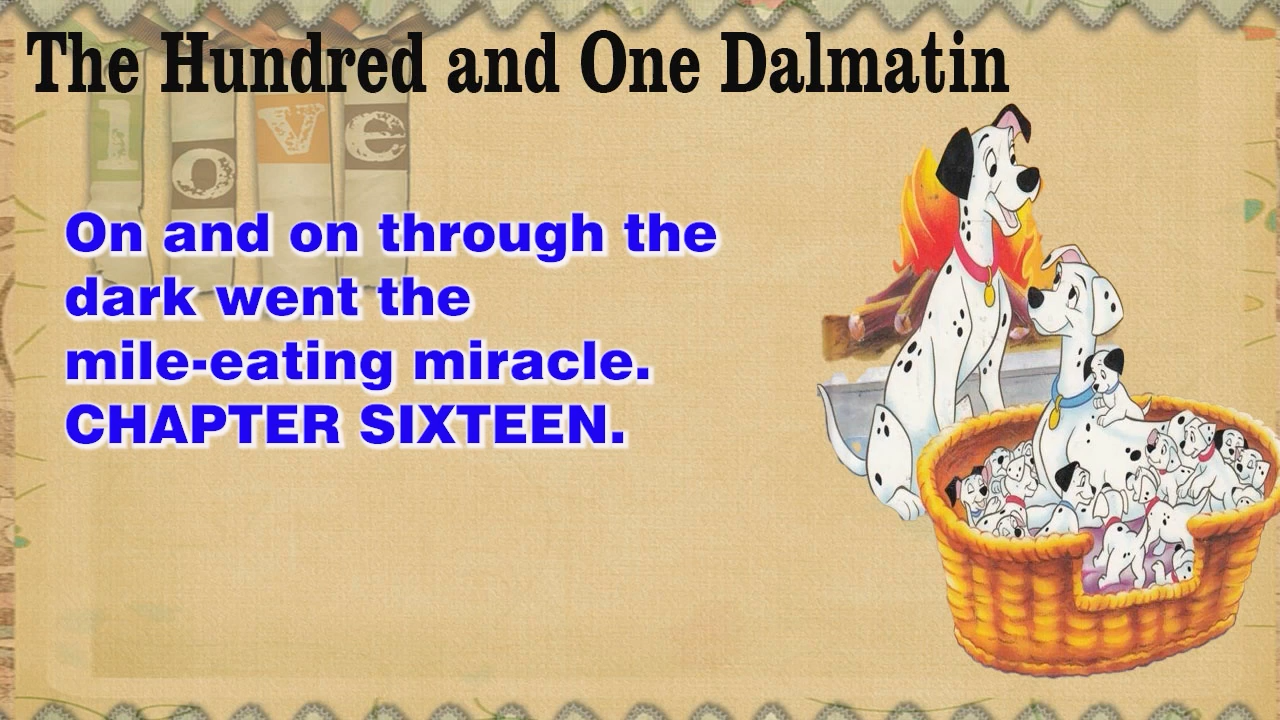 The Hundred and One Dalmatin
love
On and on through the
dark went the
mile-eating miracle.
CHAPTER SIXTEEN.